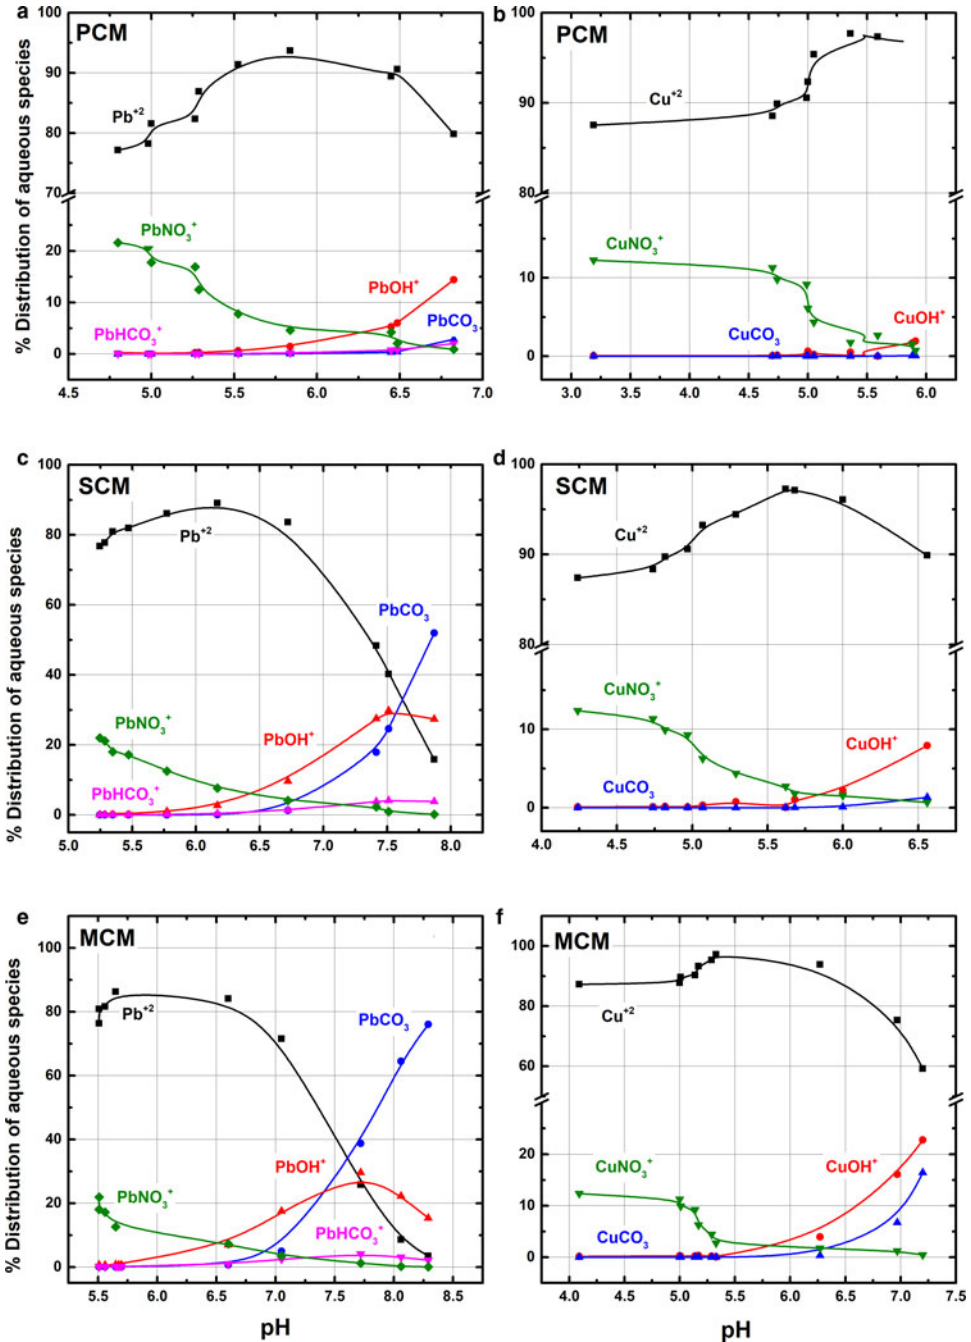 a
PCM
100
90
80
70
20
10
0
Pb+2
PbNO3+
PbOH+
PbHCO3+
PbCO3
4.5 5.0 5.5 6.0 6.5 7.0
b
PCM
100
90
80
10
0
Cu+2
CuNO3+
CuOH+
CuCO3
3.0 3.5 4.0 4.5 5.0 5.5 6.0
% Distribution of aqueous species
c
SCM
100
80
60
40
20
0
Pb+2
PbCO3
PbNO3+
PbOH+
PbHCO3+
5.0 5.5 6.0 6.5 7.0 7.5 8.0
d
SCM
100
90
80
10
0
Cu+2
CuNO3+
CuOH+
CuCO3
4.0 4.5 5.0 5.5 6.0 6.5
% Distribution of aqueous species
e
MCM
100
80
60
40
20
0
Pb+2
PbCO3
PbOH+
PbNO3+
PbHCO3+
5.5 6.0 6.5 7.0 7.5 8.0 8.5
pH
f
MCM
100
80
60
20
10
0
Cu+2
CuNO3+
CuOH+
CuCO3
4.0 4.5 5.0 5.5 6.0 6.5 7.0 7.5
pH
% Distribution of aqueous species